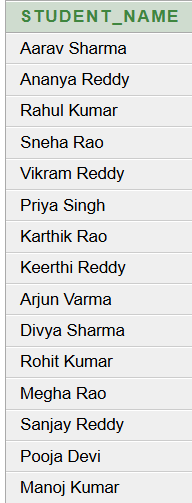 STUDENT_NAME
Aarav Sharma
Ananya Reddy
Rahul Kumar
Sneha Rao
Vikram Reddy
Priya Singh
Karthik Rao
Keerthi Reddy
Arjun Varma
Divya Sharma
Rohit Kumar
Megha Rao
Sanjay Reddy
Pooja Devi
Manoj Kumar